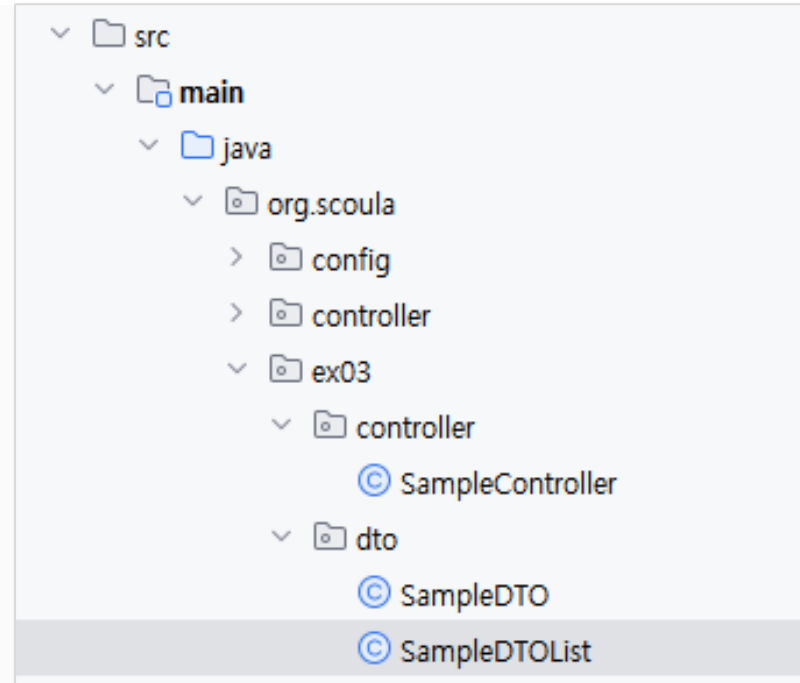 src
main
java
org.scoula
config
controller
ex03
controller
SampleController
dto
SampleDTO
SampleDTOList